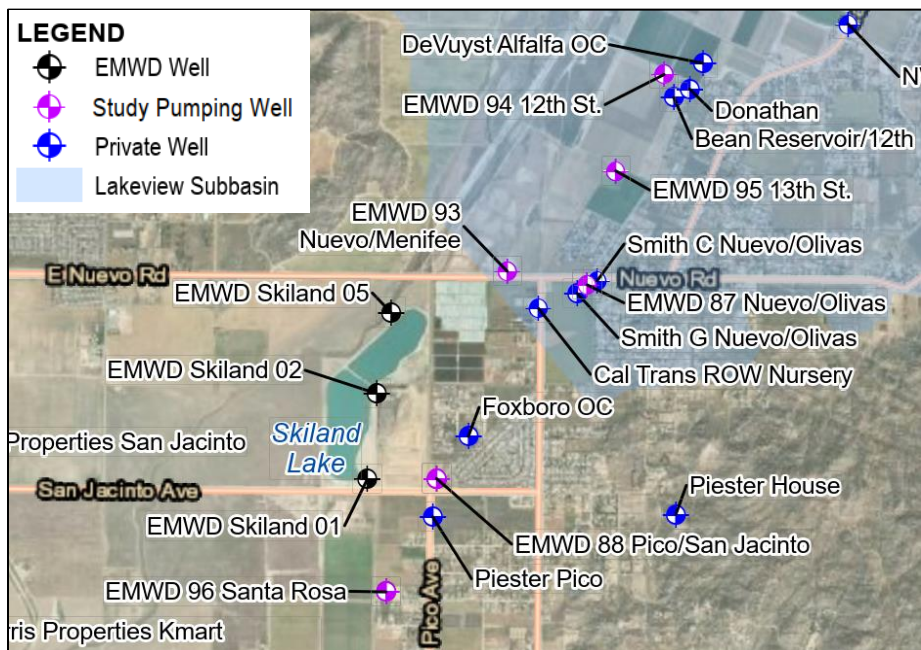 LEGEND
EMWD Well
Study Pumping Well
Private Well
Lakeview Subbasin
DeVuyst Alfalfa OC
EMWD 94 12th St.
NV
Donathan
Bean Reservoir/12th
EMWD 95 13th St.
EMWD 93
Nuevo/Menifee
Smith C Nuevo/Olivas
E Nuevo Rd
Nuevo Rd
EMWD Skiland 05
EMWD 87 Nuevo/Olivas
Smith G Nuevo/Olivas
EMWD Skiland 02
Cal Trans ROW Nursery
Foxboro OC
Properties San Jacinto
Skiland
Lake
San Jacinto Ave
Piester House
EMWD Skiland 01
EMWD 88 Pico/San Jacinto
Piester Pico
EMWD 96 Santa Rosa
Pico Ave
rris Properties Kmart